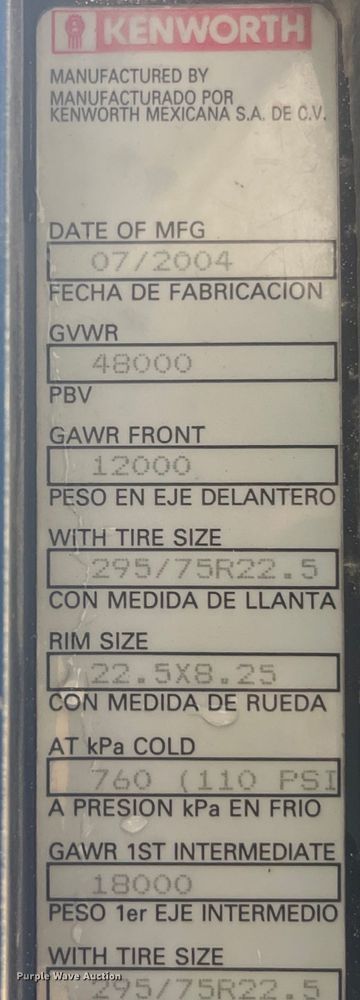 KENWORTH
MANUFACTURED BY
MANUFACTURADO POR
KENWORTH MEXICANA S.A. DE C.V.
DATE OF MFG
07/2004
FECHA DE FABRICACION
GVWR
48000
PBV
GAWR FRONT
12000
PESO EN EJE DELANTERO
WITH TIRE SIZE
295/75R22.5
CON MEDIDA DE LLANTA
RIM SIZE
22.5X8.25
CON MEDIDA DE RUEDA
AT kPa COLD
760 (110 PSI
A PRESION kPa EN FRIO
GAWR 1ST INTERMEDIATE
18000
PESO 1er EJE INTERMEDIO
WITH TIRE SIZE
Purple Wave Auction
295/75R22.5